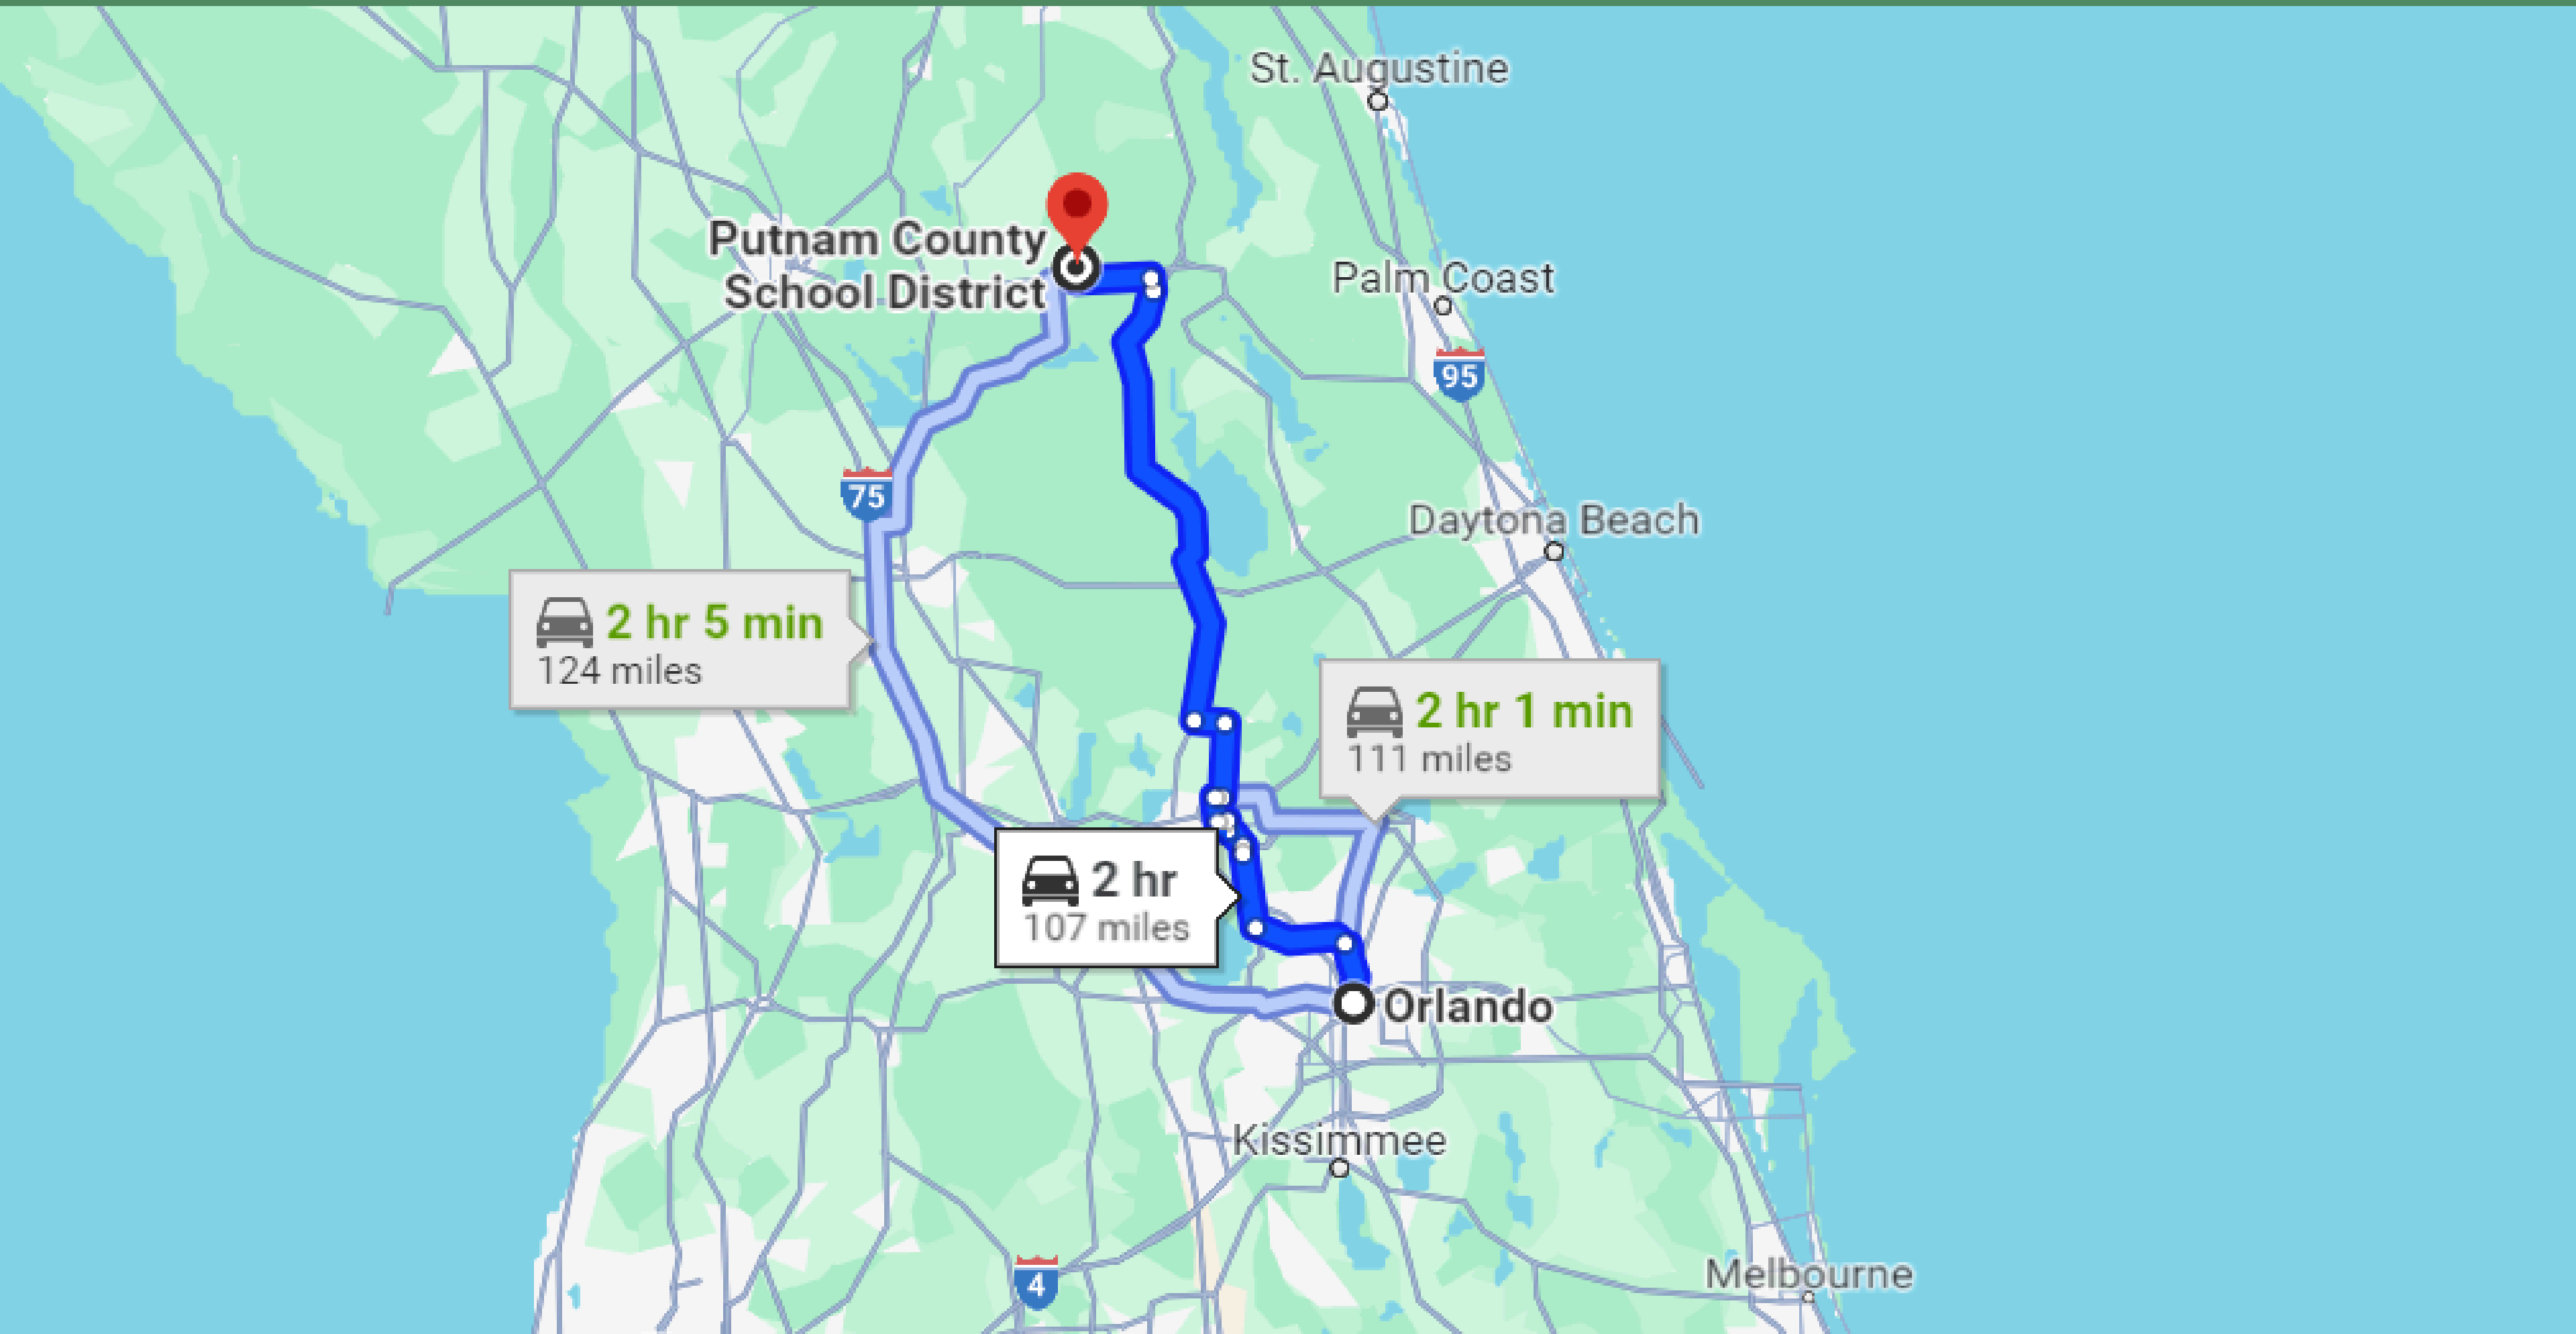 St. Augustine
Putnam County
School District
Palm Coast
95
75
Daytona Beach
2 hr 5 min
124 miles
2 hr 1 min
111 miles
2 hr
107 miles
Orlando
Kissimmee
4
Melbourne